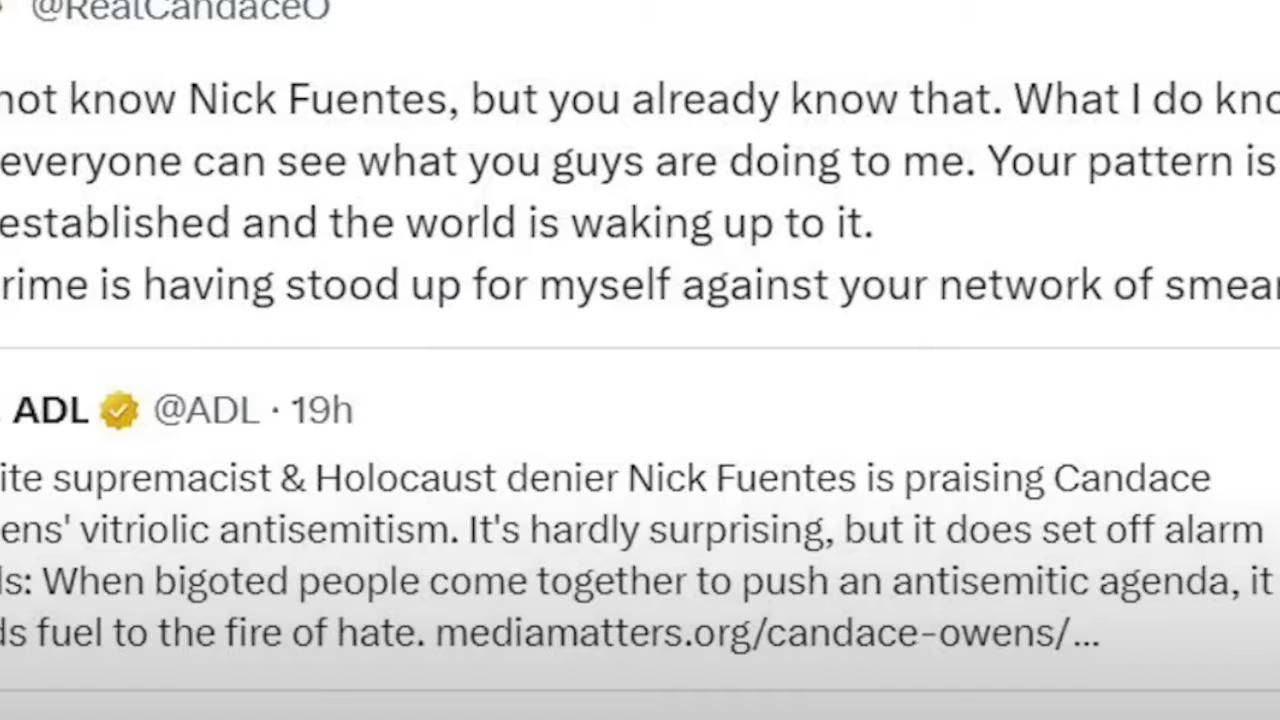 @RealCandaceO
not know Nick Fuentes, but you already know that. What I do kno
everyone can see what you guys are doing to me. Your pattern is
established and the world is waking up to it.
rime is having stood up for myself against your network of smear
ADL @ADL · 19h
ite supremacist & Holocaust denier Nick Fuentes is praising Candace
ens' vitriolic antisemitism. It's hardly surprising, but it does set off alarm
ls: When bigoted people come together to push an antisemitic agenda, it
ds fuel to the fire of hate. mediamatters.org/candace-owens/...